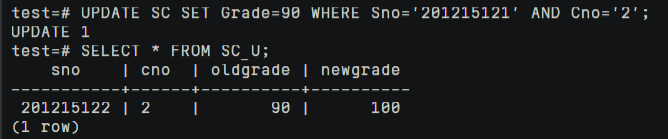 test=# UPDATE SC SET Grade=90 WHERE Sno='201215121' AND Cno='2';
UPDATE 1
test=# SELECT * FROM SC_U;
    sno    | cno  | oldgrade | newgrade
-----------+------+----------+----------
 201215122 | 2    |       90 |      100
(1 row)